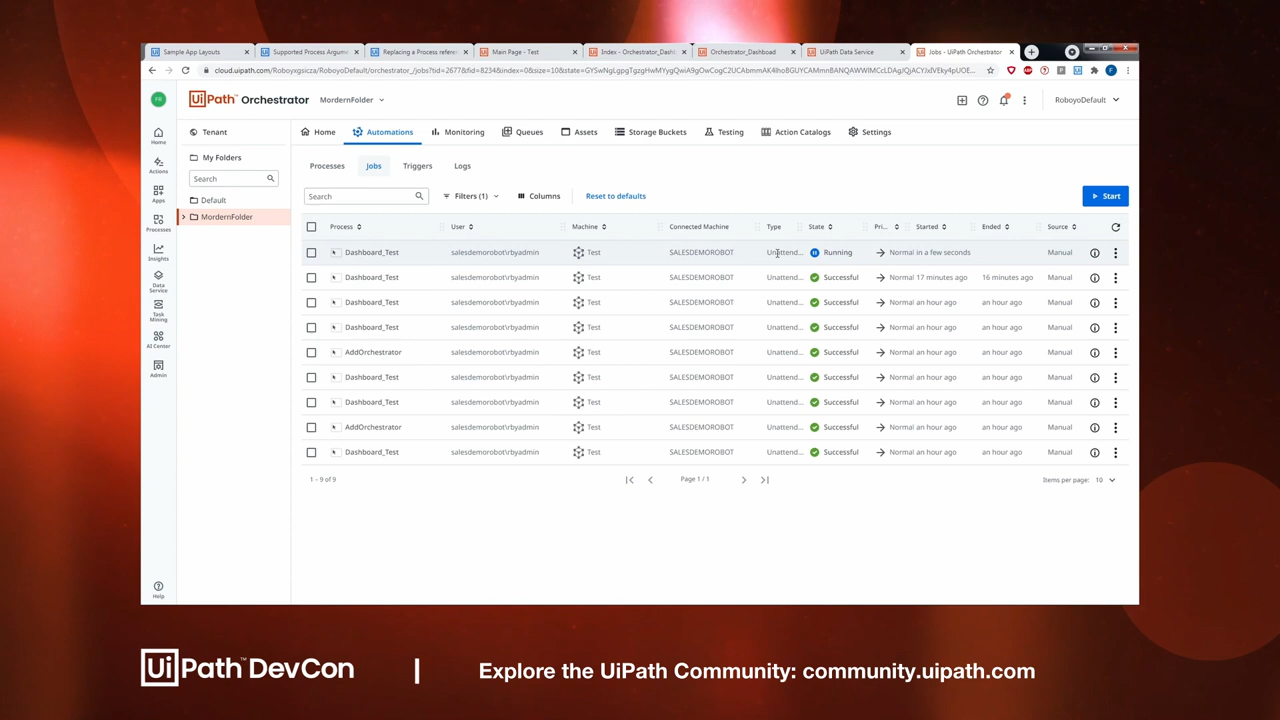 Sample App Layouts
Supported Process Argume
Replacing a Process refere
Main Page - Test
Index - Orchestrator_Dashb
Orchestrator_Dashboad
UiPath Data Service
Jobs - UiPath Orchestrator
FR
UiPath™ Orchestrator
MordernFolder
RoboyoDefault
Home
Actions
Apps
Processes
Insights
Data Service
Task Mining
AI Center
Admin
Help
Tenant
My Folders
Search
Default
MordernFolder
Home Automations Monitoring Queues Assets Storage Buckets Testing Action Catalogs Settings
Processes Jobs Triggers Logs
Search Filters (1) Columns Reset to defaults Start
Process User Machine Connected Machine Type State Pri... Started Ended Source
Dashboard_Test salesdemorobot\rbyadmin Test SALESDEMOROBOT Unattend... Running Normal in a few seconds Manual
Dashboard_Test salesdemorobot\rbyadmin Test SALESDEMOROBOT Unattend... Successful Normal 17 minutes ago 16 minutes ago Manual
Dashboard_Test salesdemorobot\rbyadmin Test SALESDEMOROBOT Unattend... Successful Normal an hour ago an hour ago Manual
Dashboard_Test salesdemorobot\rbyadmin Test SALESDEMOROBOT Unattend... Successful Normal an hour ago an hour ago Manual
AddOrchestrator salesdemorobot\rbyadmin Test SALESDEMOROBOT Unattend... Successful Normal an hour ago an hour ago Manual
Dashboard_Test salesdemorobot\rbyadmin Test SALESDEMOROBOT Unattend... Successful Normal an hour ago an hour ago Manual
Dashboard_Test salesdemorobot\rbyadmin Test SALESDEMOROBOT Unattend... Successful Normal an hour ago an hour ago Manual
AddOrchestrator salesdemorobot\rbyadmin Test SALESDEMOROBOT Unattend... Successful Normal an hour ago an hour ago Manual
Dashboard_Test salesdemorobot\rbyadmin Test SALESDEMOROBOT Unattend... Successful Normal an hour ago an hour ago Manual
1 - 9 of 9 Page 1 / 1 Items per page: 10
UiPath™ DevCon | Explore the UiPath Community: community.uipath.com